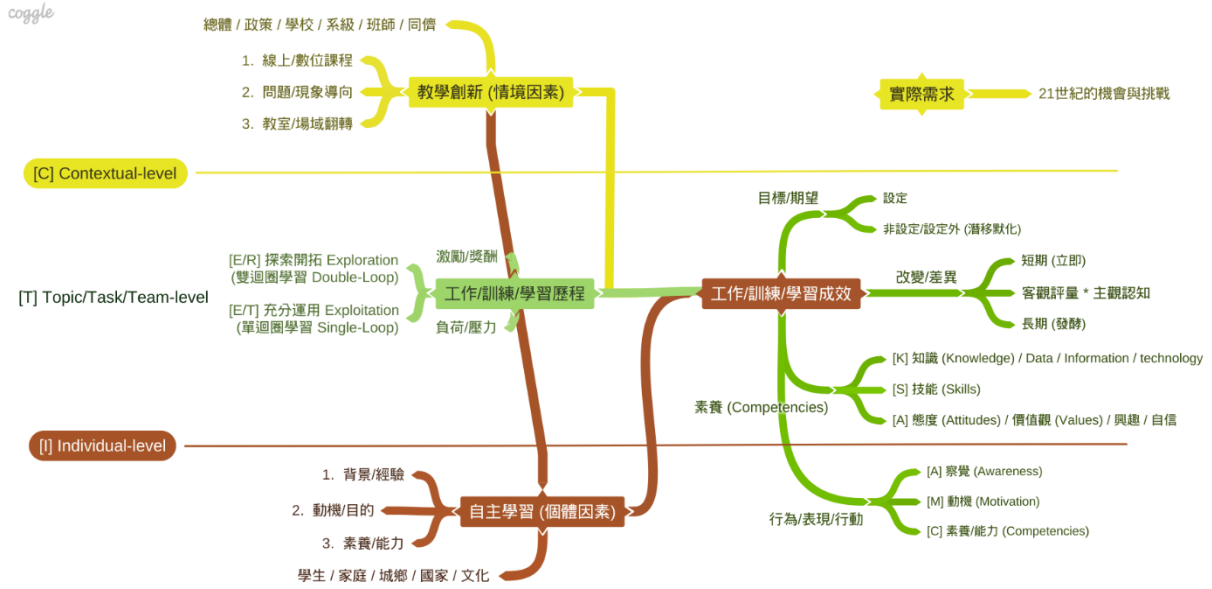 coggle
總體 / 政策 / 學校 / 系級 / 班師 / 同儕
1. 線上/數位課程
2. 問題/現象導向
3. 教室/場域翻轉
教學創新 (情境因素)
實際需求
21世紀的機會與挑戰
[C] Contextual-level
目標/期望
設定
非設定/設定外 (潛移默化)
[E/R] 探索開拓 Exploration
(雙迴圈學習 Double-Loop)
[E/T] 充分運用 Exploitation
(單迴圈學習 Single-Loop)
激勵/獎酬
負荷/壓力
[T] Topic/Task/Team-level
工作/訓練/學習歷程
工作/訓練/學習成效
改變/差異
短期 (立即)
客觀評量 * 主觀認知
長期 (發酵)
素養 (Competencies)
[K] 知識 (Knowledge) / Data / Information / technology
[S] 技能 (Skills)
[A] 態度 (Attitudes) / 價值觀 (Values) / 興趣 / 自信
[I] Individual-level
1. 背景/經驗
2. 動機/目的
3. 素養/能力
自主學習 (個體因素)
學生 / 家庭 / 城鄉 / 國家 / 文化
行為/表現/行動
[A] 察覺 (Awareness)
[M] 動機 (Motivation)
[C] 素養/能力 (Competencies)